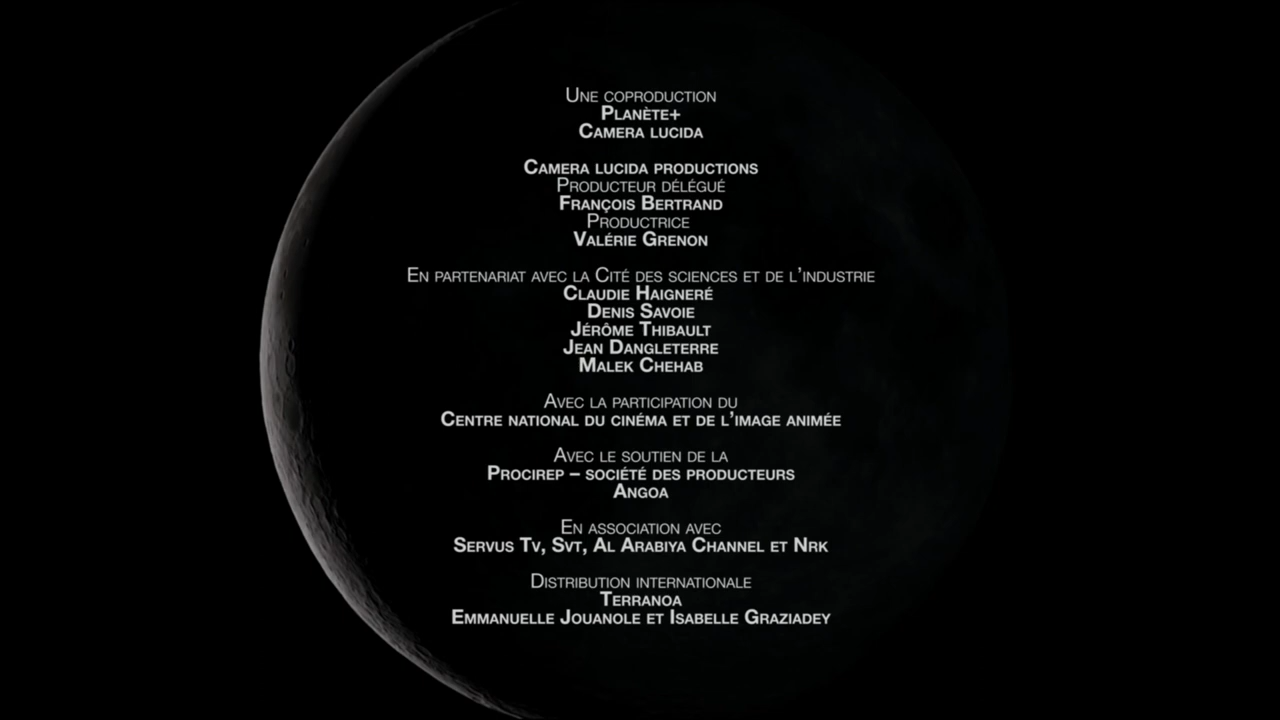 Une coproduction
Planète+
Camera lucida
Camera lucida productions
Producteur délégué
François Bertrand
Productrice
Valérie Grenon
En partenariat avec la Cité des sciences et de l'industrie
Claudie Haigneré
Denis Savoie
Jérôme Thibault
Jean Dangleterre
Malek Chehab
Avec la participation du
Centre national du cinéma et de l'image animée
Avec le soutien de la
Procirep – société des producteurs
Angoa
En association avec
Servus Tv, Svt, Al Arabiya Channel et Nrk
Distribution internationale
Terranoa
Emmanuelle Jouanole et Isabelle Graziadey